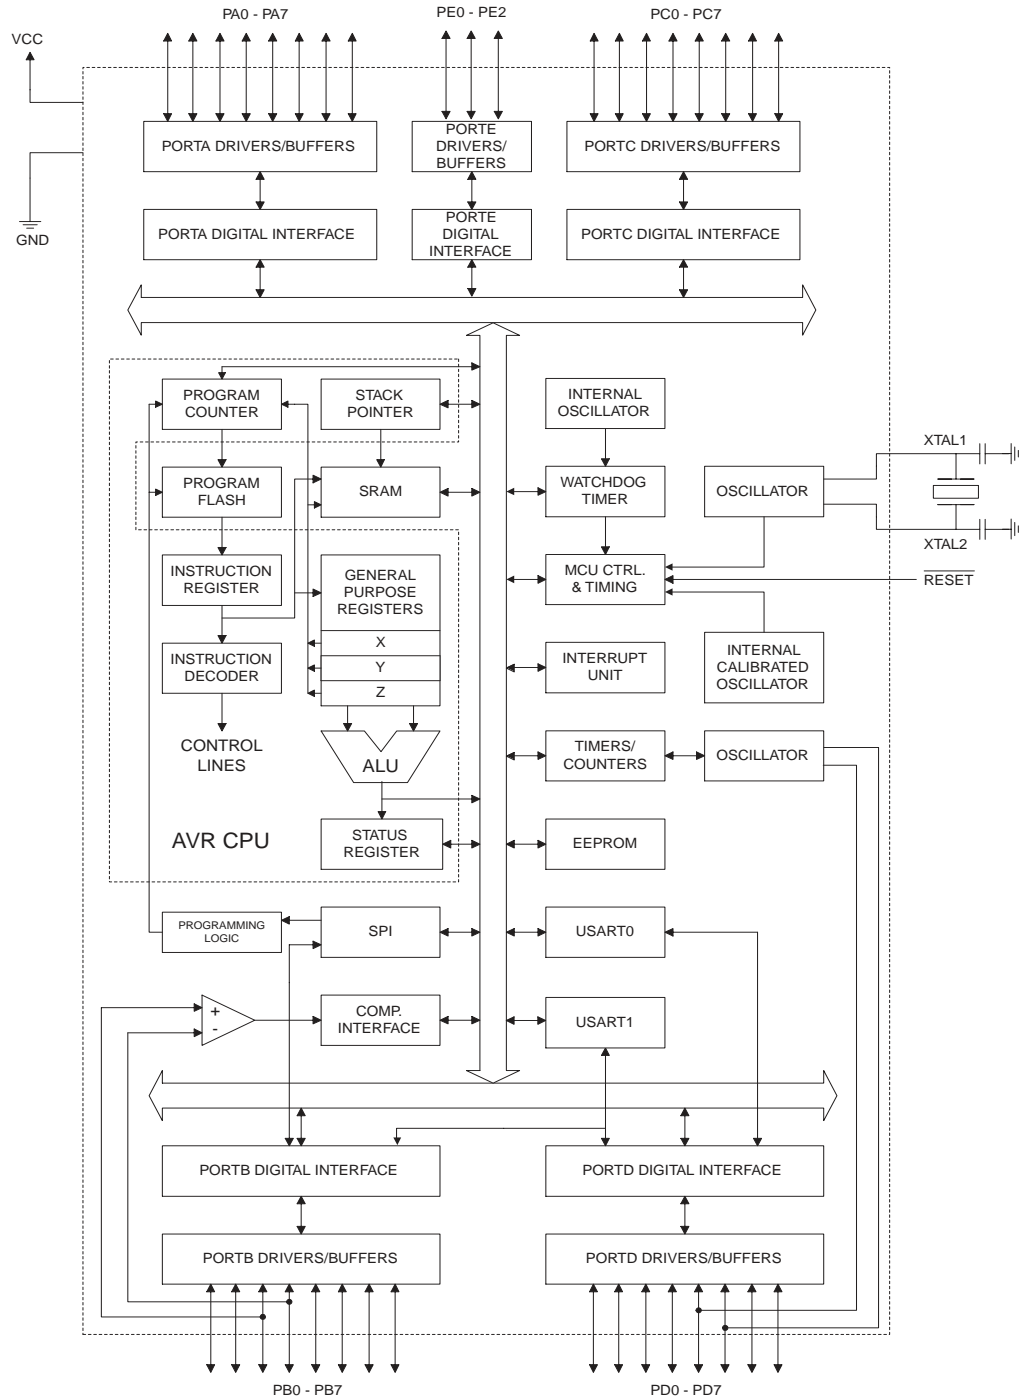 PA0 - PA7
PE0 - PE2
PC0 - PC7
VCC
GND
PORTA DRIVERS/BUFFERS
PORTE
DRIVERS/
BUFFERS
PORTC DRIVERS/BUFFERS
PORTA DIGITAL INTERFACE
PORTE
DIGITAL
INTERFACE
PORTC DIGITAL INTERFACE
PROGRAM
COUNTER
STACK
POINTER
INTERNAL
OSCILLATOR
XTAL1
PROGRAM
FLASH
SRAM
WATCHDOG
TIMER
OSCILLATOR
XTAL2
INSTRUCTION
REGISTER
GENERAL
PURPOSE
REGISTERS
MCU CTRL.
& TIMING
RESET
X
Y
Z
INSTRUCTION
DECODER
INTERRUPT
UNIT
INTERNAL
CALIBRATED
OSCILLATOR
CONTROL
LINES
ALU
TIMERS/
COUNTERS
OSCILLATOR
AVR CPU
STATUS
REGISTER
EEPROM
PROGRAMMING
LOGIC
SPI
USART0
+
-
COMP.
INTERFACE
USART1
PORTB DIGITAL INTERFACE
PORTD DIGITAL INTERFACE
PORTB DRIVERS/BUFFERS
PORTD DRIVERS/BUFFERS
PB0 - PB7
PD0 - PD7